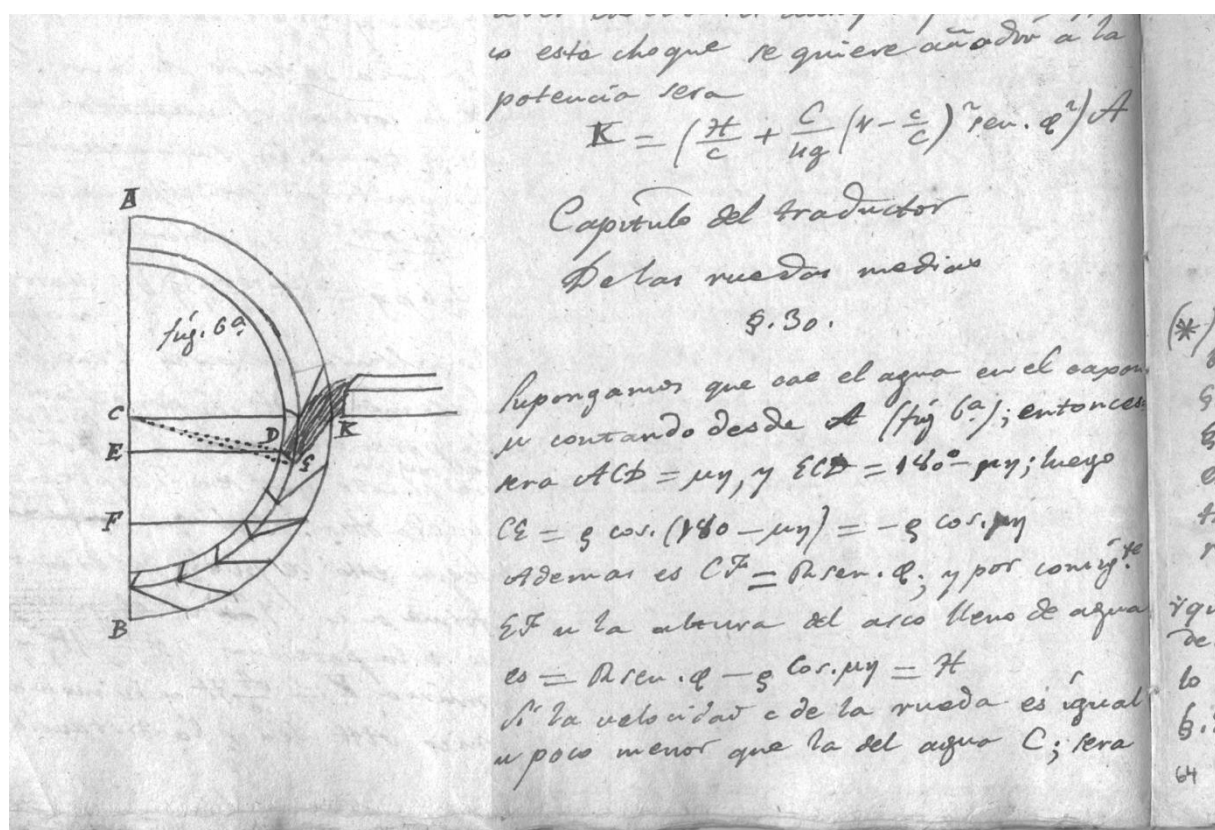 o esta choque se quiere añadir a la
potencia sera
K = (H/c + C/4g (1 - c/C)² sen. φ²) A
Capitulo del traductor
De las ruedas medias
§. 30.
Supongamos que cae el agua en el caxon
μ contando desde A (fig 6ª); entonces
sera ACD = μη, y ECD = 180° - μη; luego
CE = ρ cos. (180 - μη) = - ρ cos. μη
Ademas es CF = R sen. φ; y por consig.te
EF u la altura del arco lleno de agua
es = R sen. φ - ρ Cos. μη = H
Si la velocidad c de la rueda es igual
u poco menor que la del agua C; sera
A
fig. 6ª
C
D
K
E
G
F
B
(*)
lo
64